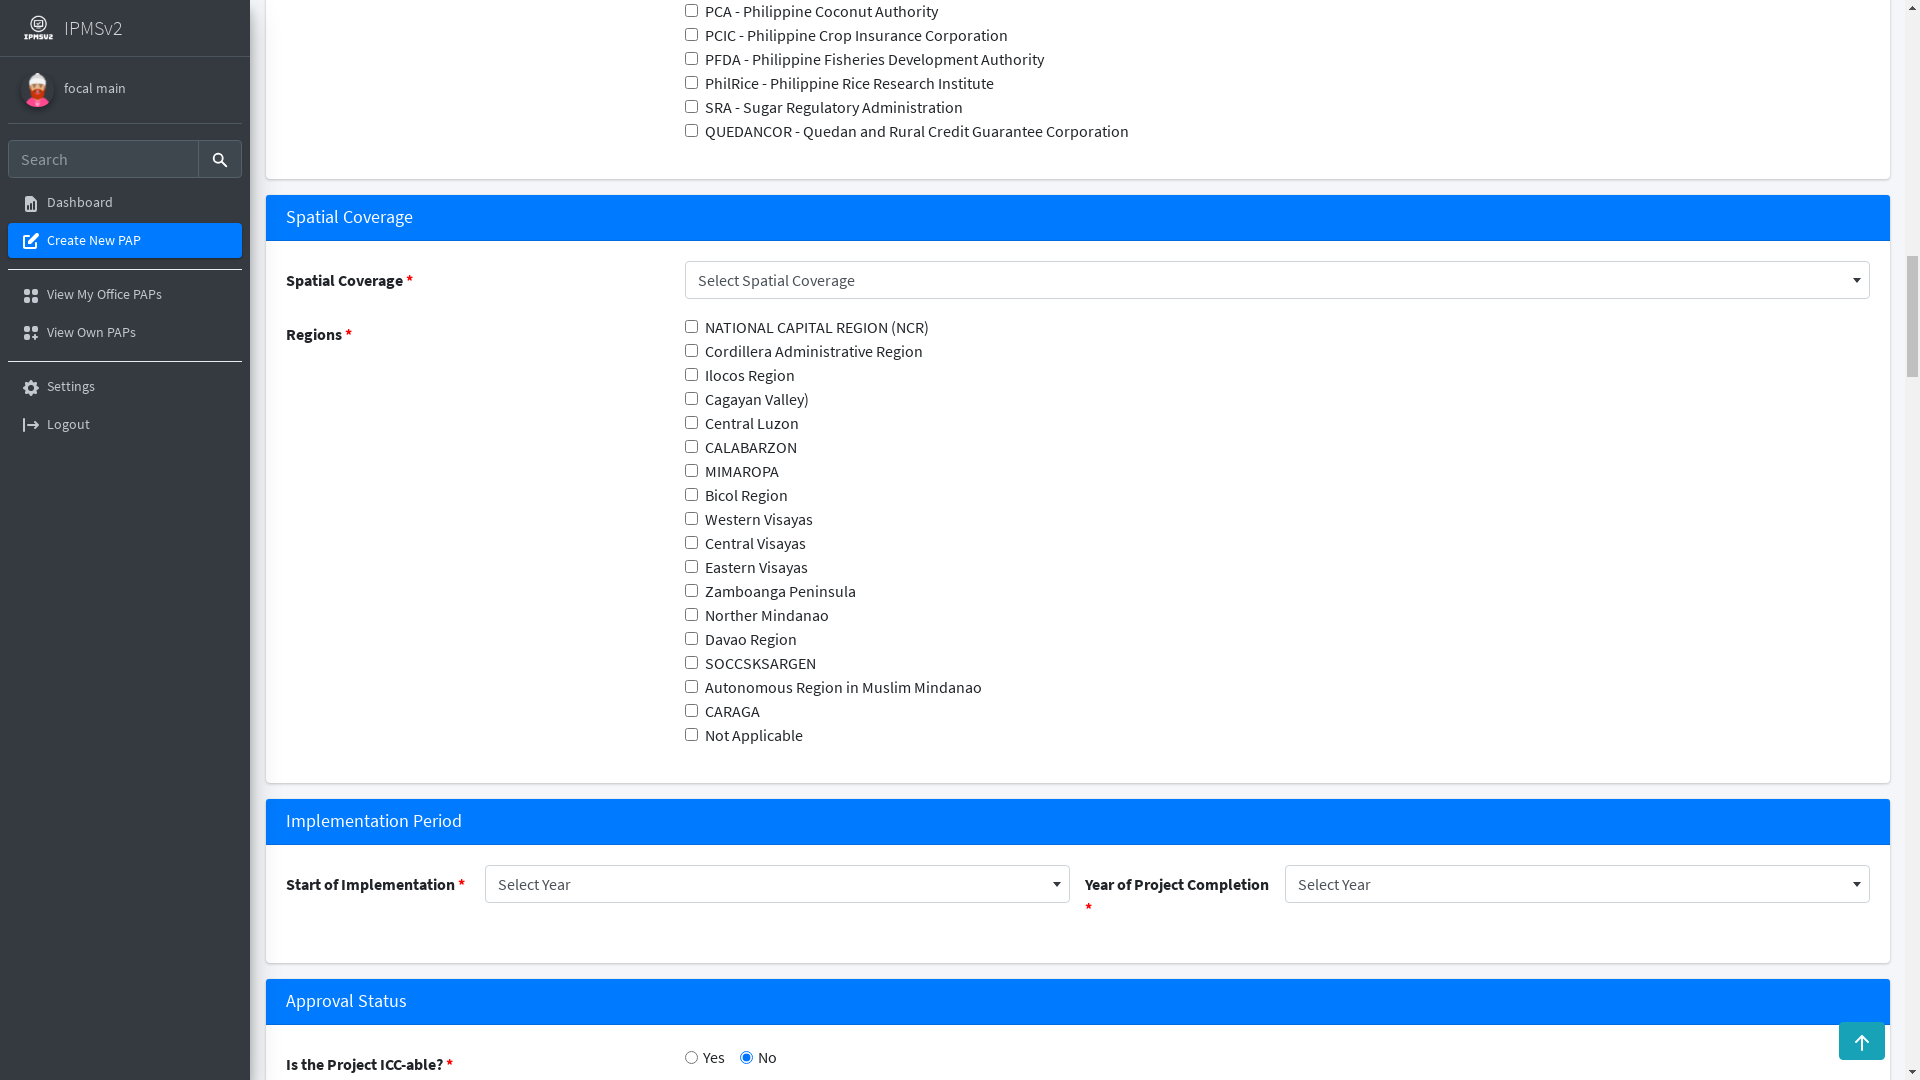 IPMSV2
IPMSv2
focal main
Search
Dashboard
Create New PAP
View My Office PAPs
View Own PAPs
Settings
Logout
PCA - Philippine Coconut Authority
PCIC - Philippine Crop Insurance Corporation
PFDA - Philippine Fisheries Development Authority
PhilRice - Philippine Rice Research Institute
SRA - Sugar Regulatory Administration
QUEDANCOR - Quedan and Rural Credit Guarantee Corporation
Spatial Coverage
Spatial Coverage *
Select Spatial Coverage
Regions *
NATIONAL CAPITAL REGION (NCR)
Cordillera Administrative Region
Ilocos Region
Cagayan Valley)
Central Luzon
CALABARZON
MIMAROPA
Bicol Region
Western Visayas
Central Visayas
Eastern Visayas
Zamboanga Peninsula
Norther Mindanao
Davao Region
SOCCSKSARGEN
Autonomous Region in Muslim Mindanao
CARAGA
Not Applicable
Implementation Period
Start of Implementation *
Select Year
Year of Project Completion
*
Select Year
Approval Status
Is the Project ICC-able? *
Yes
No